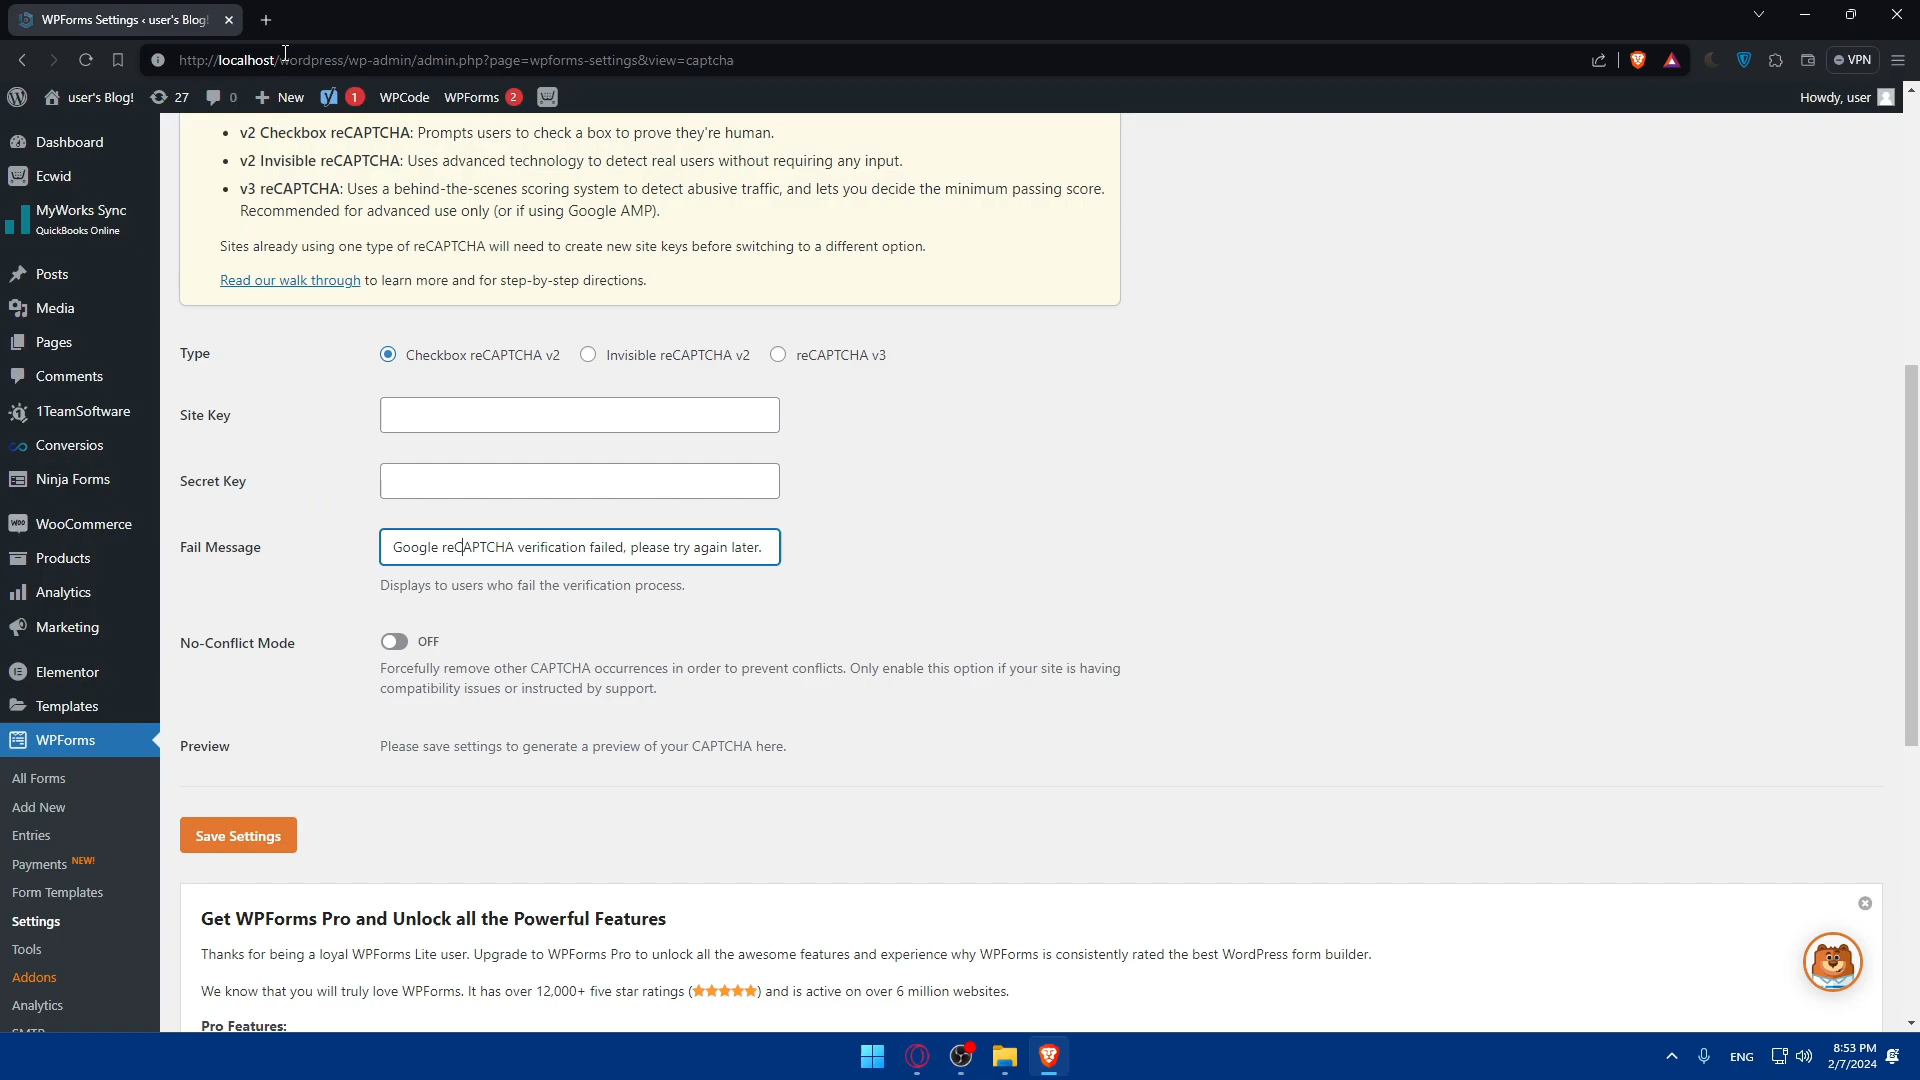 WPForms Settings ‹ user's Blog!
http://localhost/wordpress/wp-admin/admin.php?page=wpforms-settings&view=captcha
VPN
user's Blog! 27 0 New 1 WPCode WPForms 2
Howdy, user
Dashboard
Ecwid
MyWorks Sync
QuickBooks Online
Posts
Media
Pages
Comments
1TeamSoftware
Conversios
Ninja Forms
WooCommerce
Products
Analytics
Marketing
Elementor
Templates
WPForms
All Forms
Add New
Entries
Payments NEW!
Form Templates
Settings
Tools
Addons
Analytics
SMTP
• v2 Checkbox reCAPTCHA: Prompts users to check a box to prove they're human.
• v2 Invisible reCAPTCHA: Uses advanced technology to detect real users without requiring any input.
• v3 reCAPTCHA: Uses a behind-the-scenes scoring system to detect abusive traffic, and lets you decide the minimum passing score.
Recommended for advanced use only (or if using Google AMP).
Sites already using one type of reCAPTCHA will need to create new site keys before switching to a different option.
Read our walk through to learn more and for step-by-step directions.
Type Checkbox reCAPTCHA v2 Invisible reCAPTCHA v2 reCAPTCHA v3
Site Key
Secret Key
Fail Message Google reCAPTCHA verification failed, please try again later.
Displays to users who fail the verification process.
No-Conflict Mode OFF
Forcefully remove other CAPTCHA occurrences in order to prevent conflicts. Only enable this option if your site is having
compatibility issues or instructed by support.
Preview Please save settings to generate a preview of your CAPTCHA here.
Save Settings
Get WPForms Pro and Unlock all the Powerful Features
Thanks for being a loyal WPForms Lite user. Upgrade to WPForms Pro to unlock all the awesome features and experience why WPForms is consistently rated the best WordPress form builder.
We know that you will truly love WPForms. It has over 12,000+ five star ratings (★★★★★) and is active on over 6 million websites.
Pro Features:
ENG
8:53 PM
2/7/2024